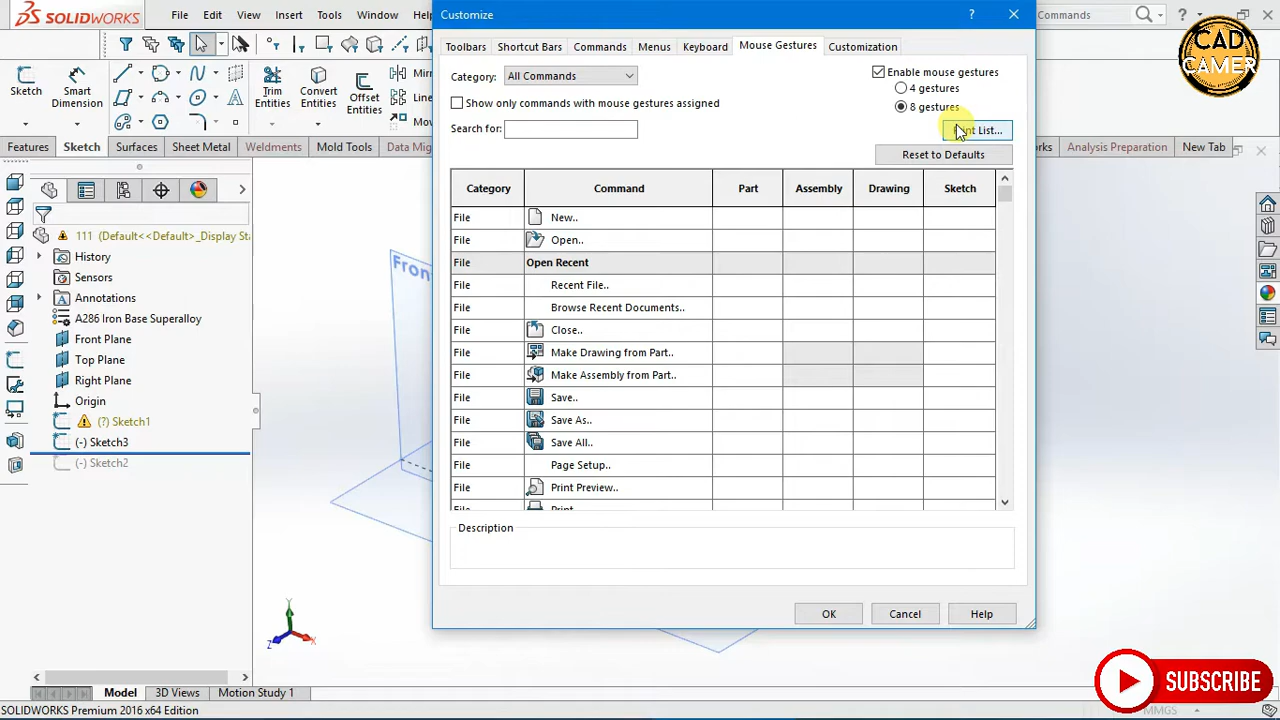 SOLIDWORKS
File Edit View Insert Tools Window
Customize
?
Commands
CAD
CAMER
Sketch
Smart
Dimension
Trim
Entities
Convert
Entities
Offset
Entities
Features Sketch Surfaces Sheet Metal Weldments Mold Tools
Analysis Preparation New Tab
Toolbars Shortcut Bars Commands Menus Keyboard Mouse Gestures Customization
Category: All Commands
Enable mouse gestures
4 gestures
8 gestures
Show only commands with mouse gestures assigned
Search for:
List...
Reset to Defaults
Category Command Part Assembly Drawing Sketch
File New..
File Open..
File Open Recent
File Recent File..
File Browse Recent Documents..
File Close..
File Make Drawing from Part..
File Make Assembly from Part..
File Save..
File Save As..
File Save All..
File Page Setup..
File Print Preview..
Description
OK Cancel Help
111 (Default<<Default>_Display Sta
History
Sensors
Annotations
A286 Iron Base Superalloy
Front Plane
Top Plane
Right Plane
Origin
(?) Sketch1
(-) Sketch3
(-) Sketch2
Y
X
Z
Model 3D Views Motion Study 1
SOLIDWORKS Premium 2016 x64 Edition
MMGS
SUBSCRIBE